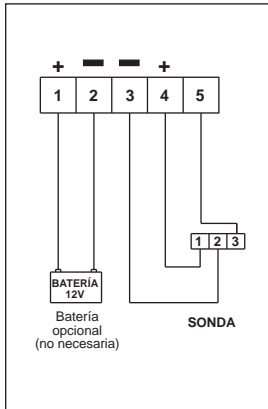 + − − +
1 2 3 4 5
1 2 3
BATERÍA
12V
Batería
opcional
(no necesaria)
SONDA